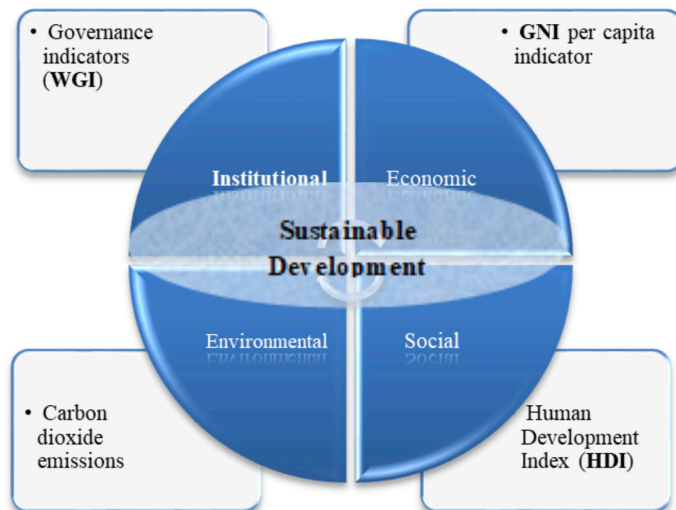 • Governance
indicators
(WGI)
• GNI per capita
indicator
Institutional
Economic
Sustainable
Development
Environmental
Social
• Carbon
dioxide
emissions
• Human
Development
Index (HDI)